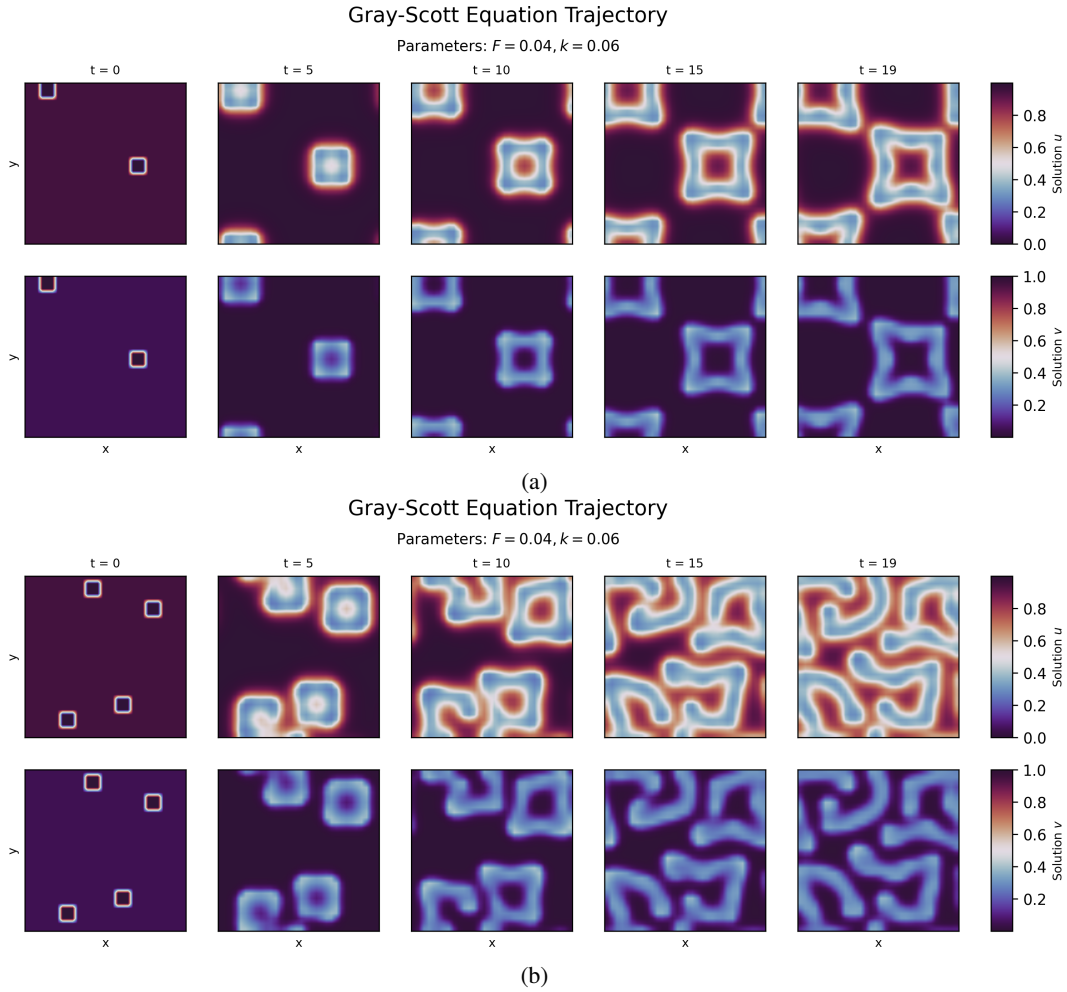 Gray-Scott Equation Trajectory
Parameters: F = 0.04, k = 0.06
t = 0 t = 5 t = 10 t = 15 t = 19
y
0.8
0.6
0.4
0.2
0.0
Solution u
y
x x x x x
1.0
0.8
0.6
0.4
0.2
Solution v
(a)
Gray-Scott Equation Trajectory
Parameters: F = 0.04, k = 0.06
t = 0 t = 5 t = 10 t = 15 t = 19
y
0.8
0.6
0.4
0.2
0.0
Solution u
y
x x x x x
1.0
0.8
0.6
0.4
0.2
Solution v
(b)